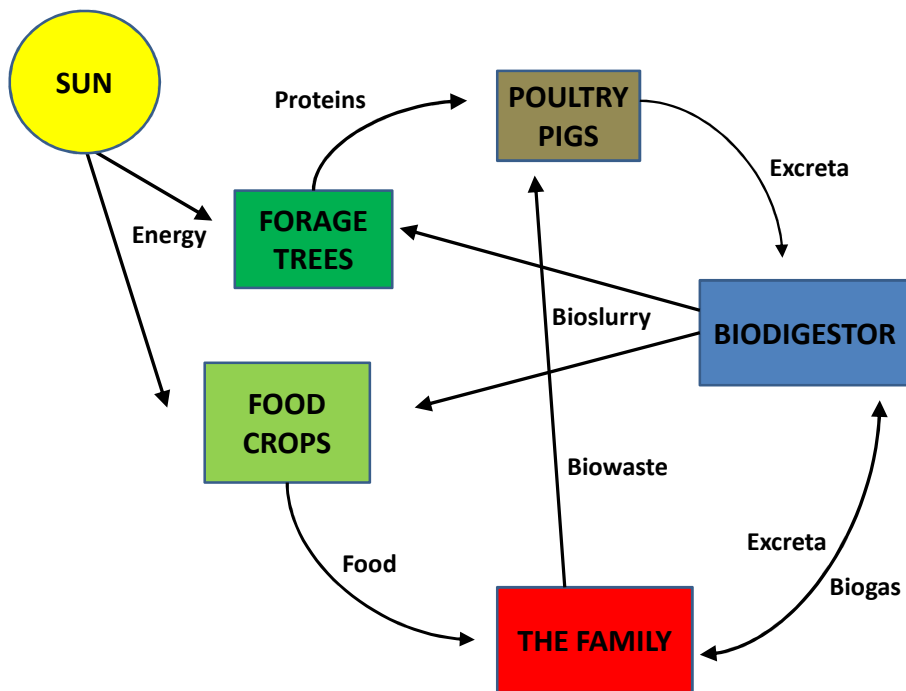 SUN
Proteins
POULTRY
PIGS
Excreta
Energy
FORAGE
TREES
Bioslurry
BIODIGESTOR
FOOD
CROPS
Biowaste
Food
Excreta
Biogas
THE FAMILY